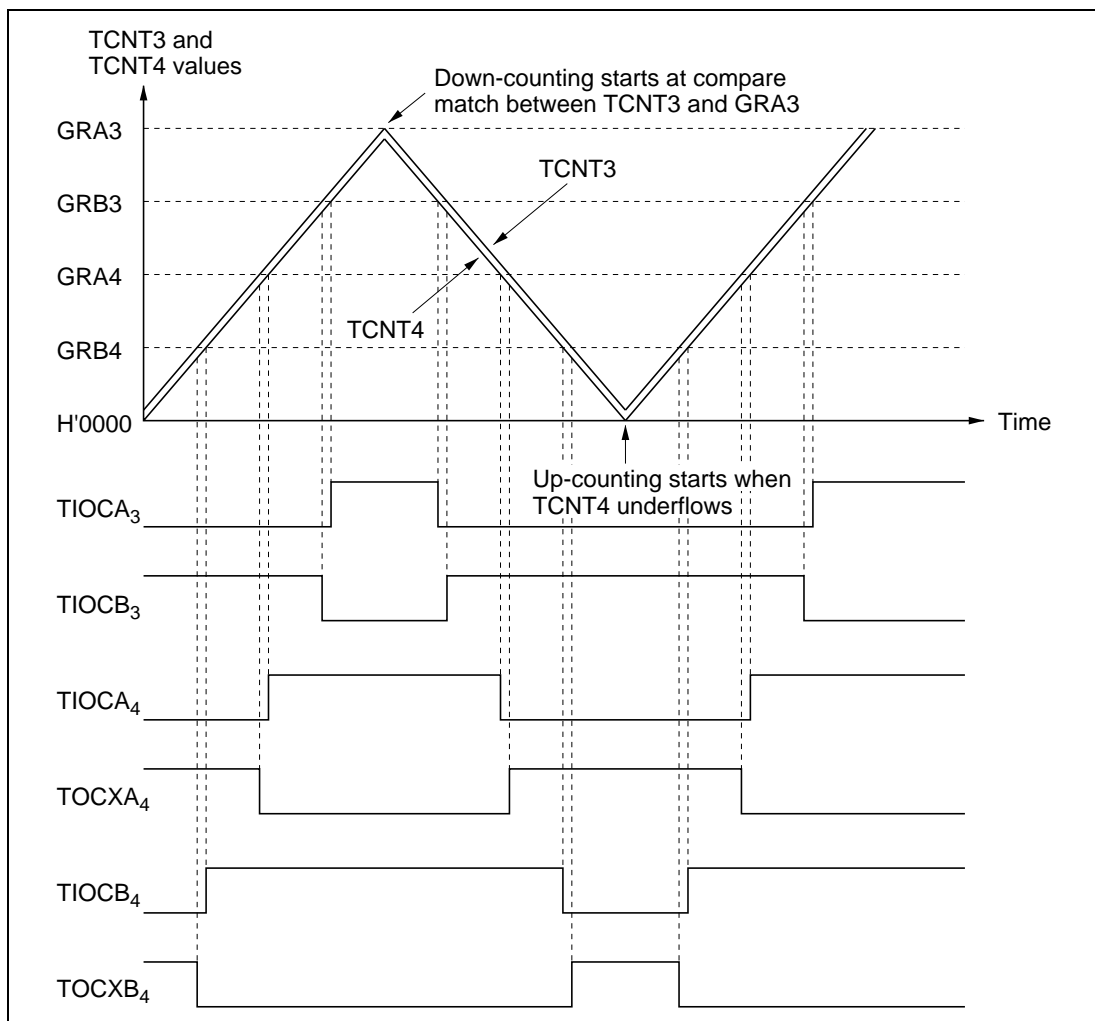 TCNT3 and
TCNT4 values
Down-counting starts at compare
match between TCNT3 and GRA3
GRA3
TCNT3
GRB3
GRA4
TCNT4
GRB4
H'0000
Time
Up-counting starts when
TCNT4 underflows
TIOCA₃
TIOCB₃
TIOCA₄
TOCXA₄
TIOCB₄
TOCXB₄